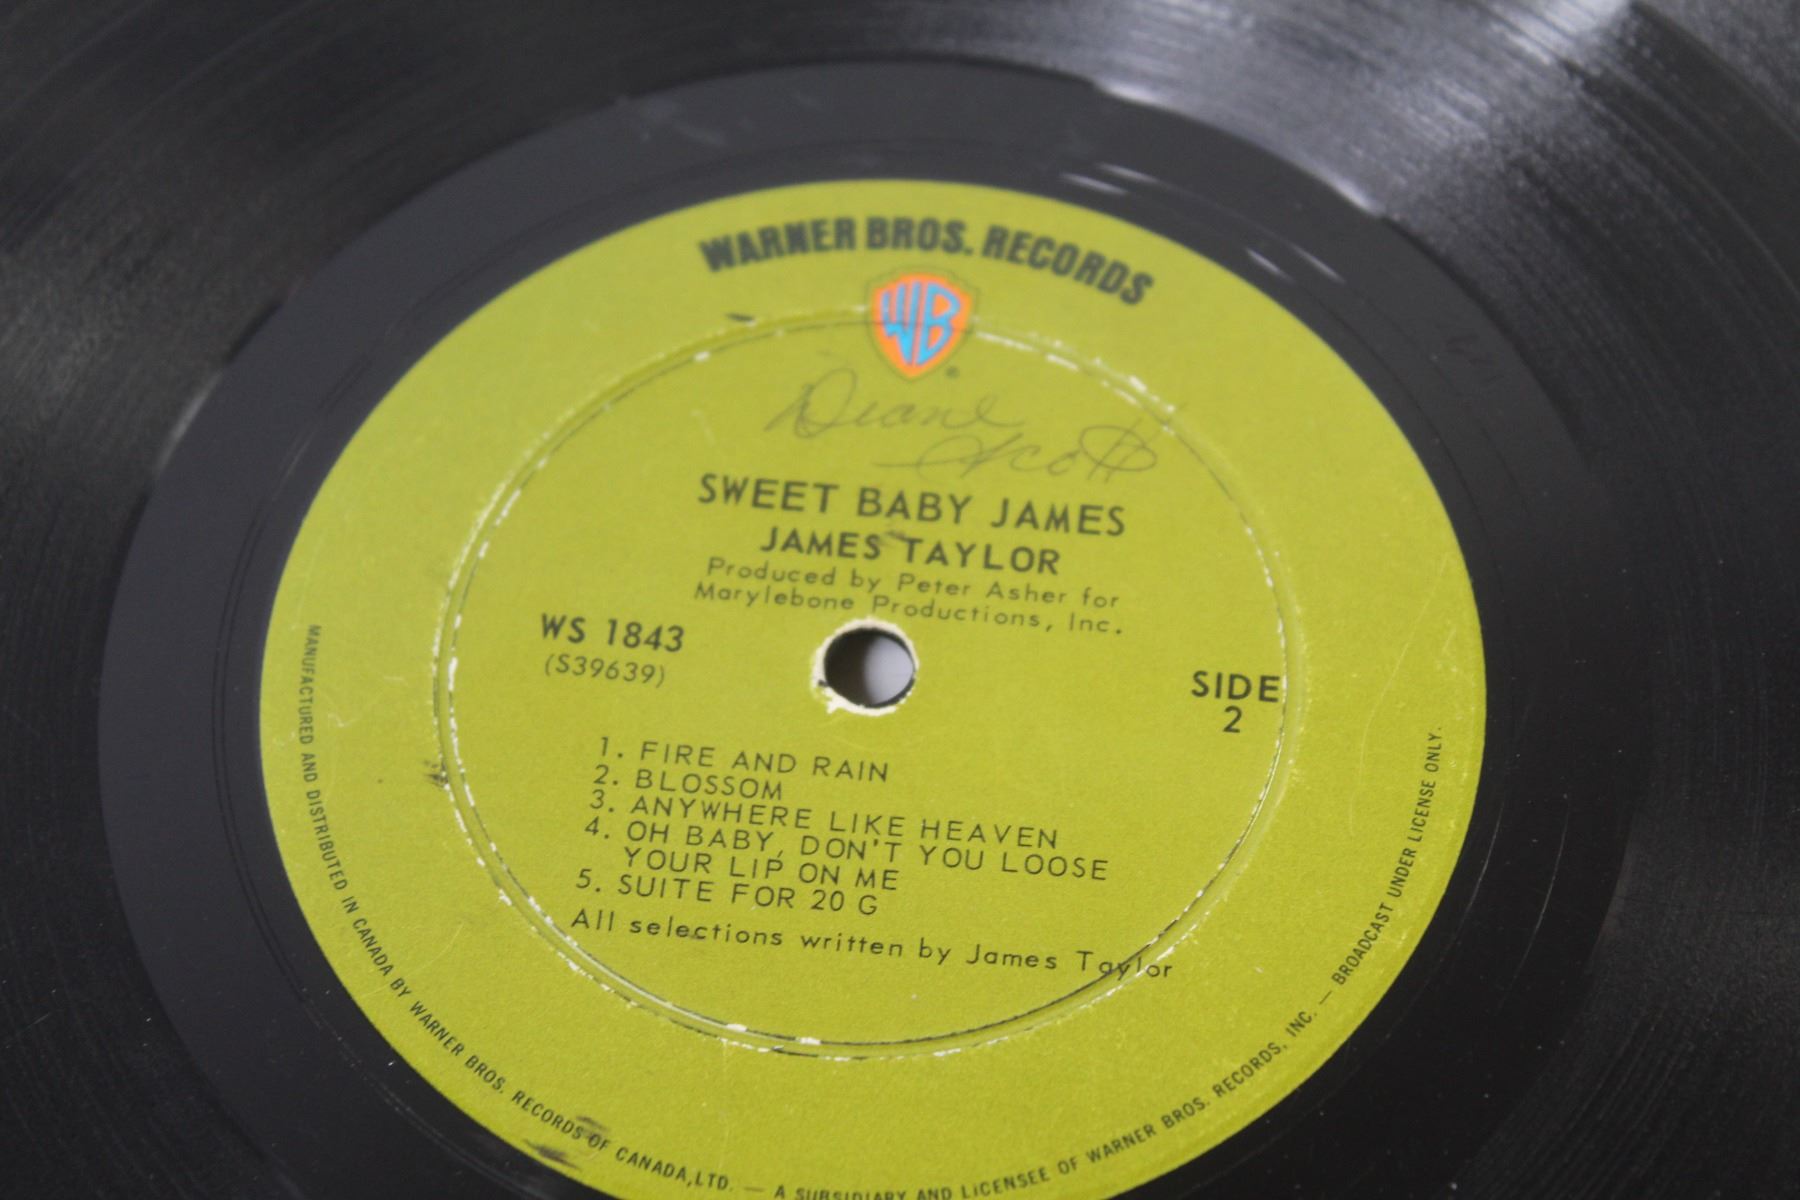 WARNER BROS. RECORDS
WB
®
Diane
Scott
SWEET BABY JAMES
JAMES TAYLOR
Produced by Peter Asher for
Marylebone Productions, Inc.
WS 1843
(S39639)
SIDE
2
1. FIRE AND RAIN
2. BLOSSOM
3. ANYWHERE LIKE HEAVEN
4. OH BABY, DON'T YOU LOOSE
YOUR LIP ON ME
5. SUITE FOR 20 G
All selections written by James Taylor
MANUFACTURED AND DISTRIBUTED IN CANADA BY WARNER BROS. RECORDS OF CANADA, LTD. — A SUBSIDIARY AND LICENSEE OF WARNER BROS. RECORDS, INC. — BROADCAST UNDER LICENSE ONLY.